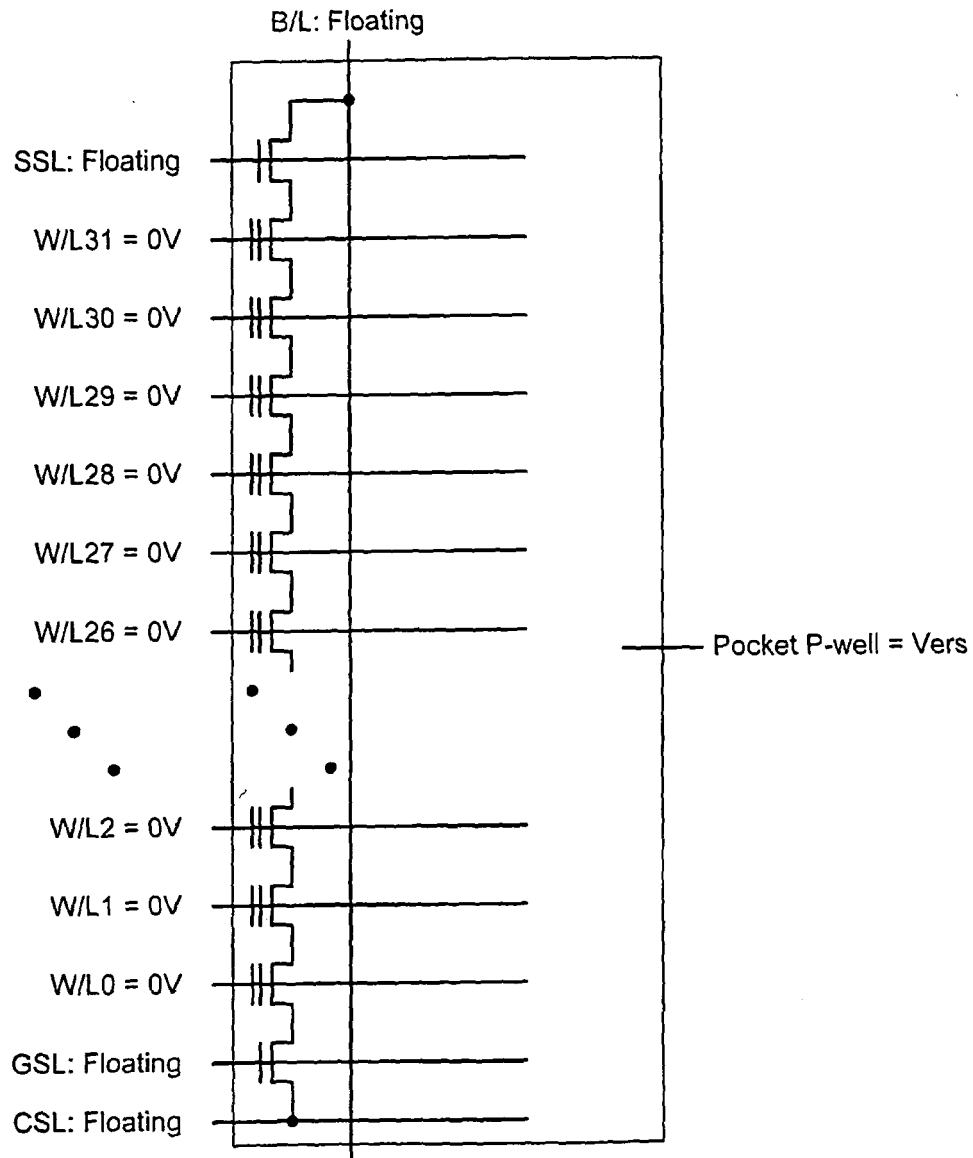 B/L: Floating
SSL: Floating
W/L31 = 0V
W/L30 = 0V
W/L29 = 0V
W/L28 = 0V
W/L27 = 0V
W/L26 = 0V
Pocket P-well = Vers
W/L2 = 0V
W/L1 = 0V
W/L0 = 0V
GSL: Floating
CSL: Floating